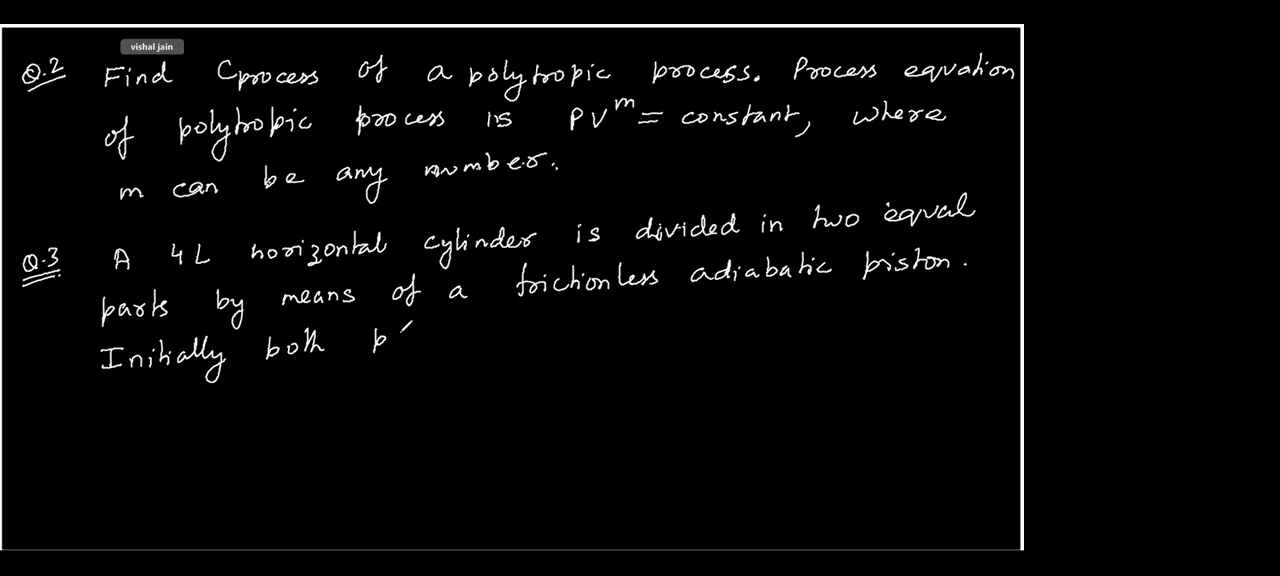 vishal jain
Q.2 Find Cprocess of a polytropic process. Process equation
of polytropic process is PV^m = constant, where
m can be any number.
Q.3 A 4L horizontal cylinder is divided in two equal
parts by means of a frictionless adiabatic piston.
Initially both p